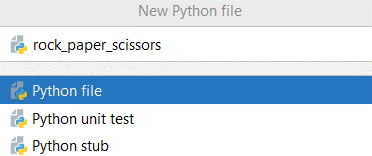 New Python file
rock_paper_scissors
Python file
Python unit test
Python stub